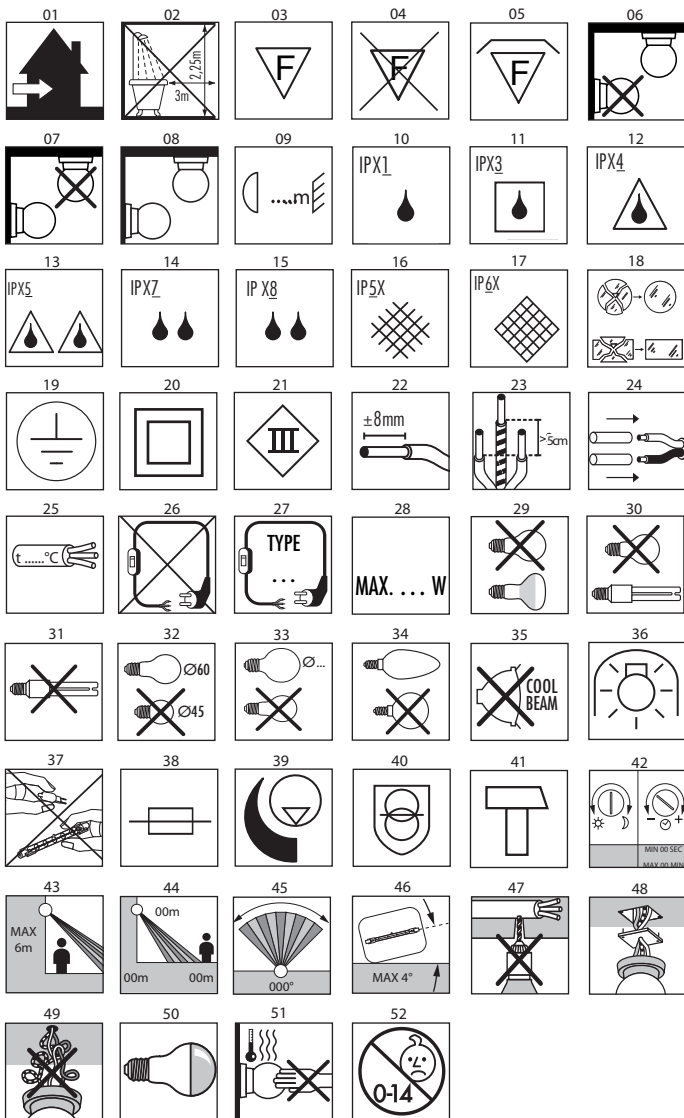 01 02 03 04 05 06
2,25m
3m
F F F
07 08 09 10 11 12
.....m
IPX1 IPX3 IPX4
13 14 15 16 17 18
IPX5 IPX7 IP X8 IP5X IP6X
19 20 21 22 23 24
III
±8mm
>5cm
25 26 27 28 29 30
t ......°C
TYPE
...
MAX. ... W
31 32 33 34 35 36
Ø60
Ø45
Ø...
COOL
BEAM
37 38 39 40 41 42
- +
MIN 00 SEC
MAX 00 MIN
43 44 45 46 47 48
MAX
6m
00m
00m 00m
000°
MAX 4°
49 50 51 52
0-14